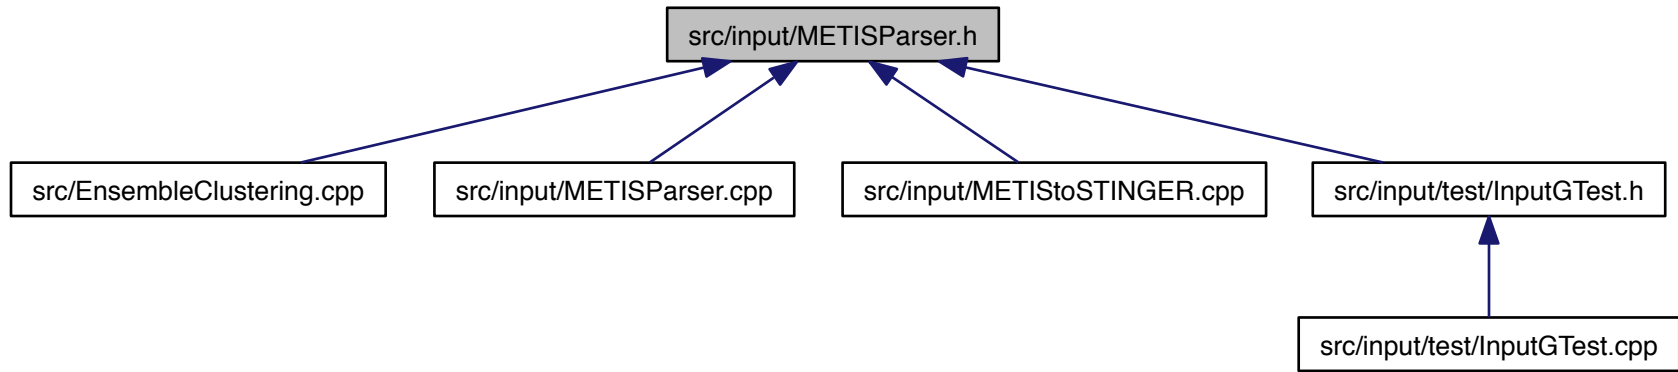 src/input/METISParser.h
src/EnsembleClustering.cpp
src/input/METISParser.cpp
src/input/METIStoSTINGER.cpp
src/input/test/InputGTest.h
src/input/test/InputGTest.cpp